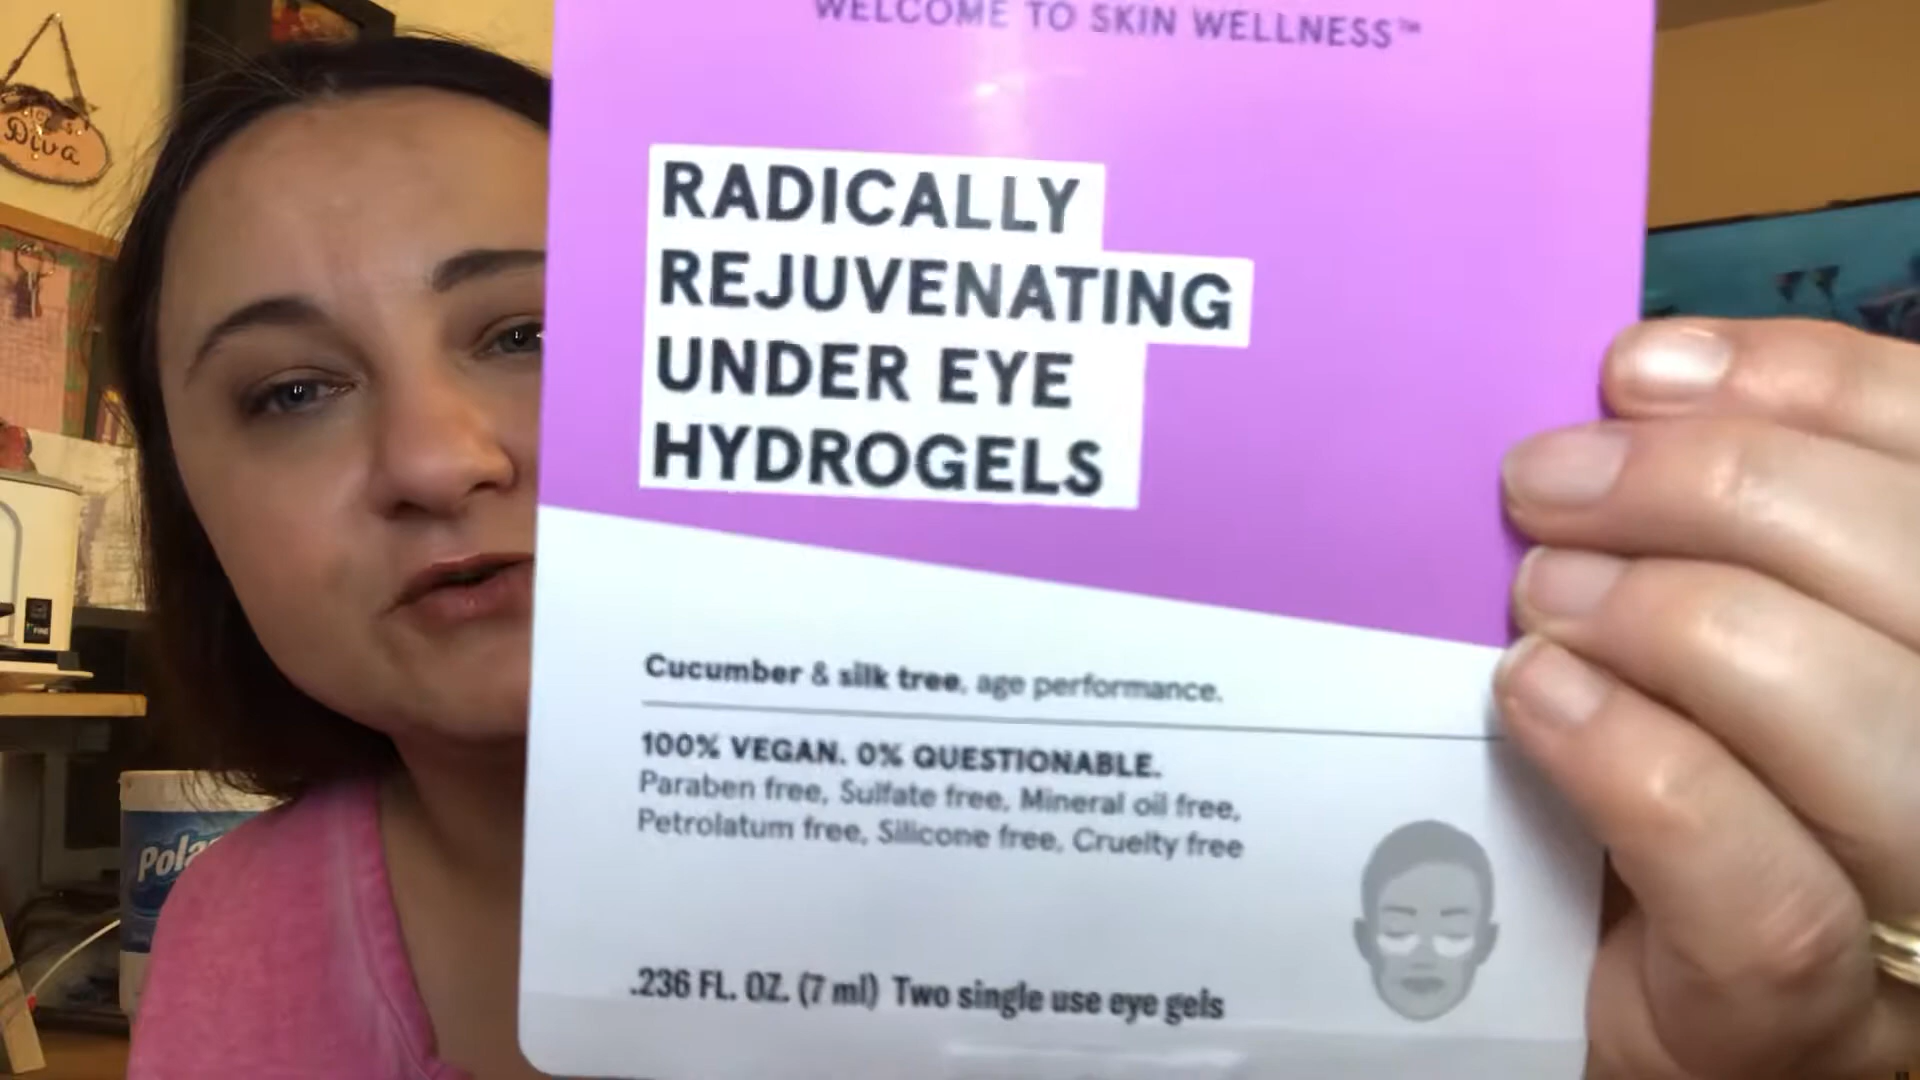 WELCOME TO SKIN WELLNESS™
Diva
RADICALLY
REJUVENATING
UNDER EYE
HYDROGELS
Cucumber & silk tree, age performance.
100% VEGAN. 0% QUESTIONABLE.
Paraben free, Sulfate free, Mineral oil free,
Petrolatum free, Silicone free, Cruelty free
.236 FL. OZ. (7 ml) Two single use eye gels
Pola